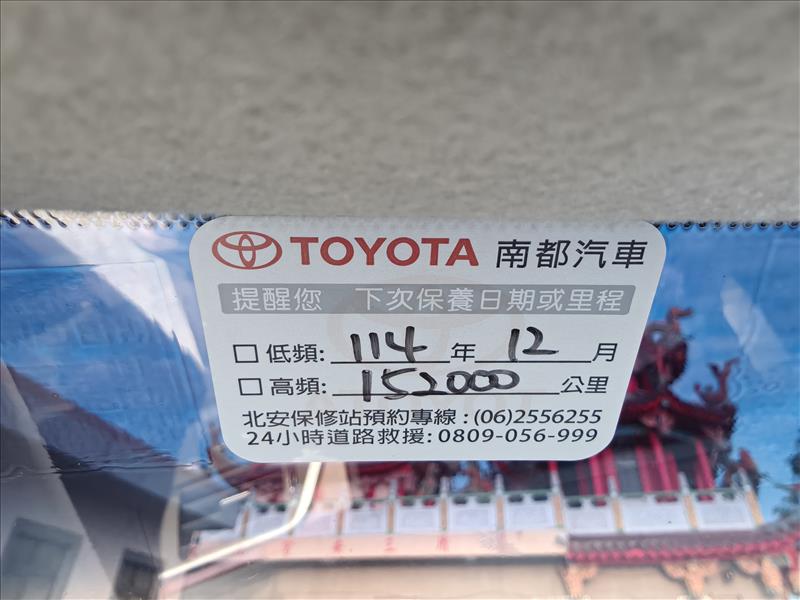 TOYOTA 南都汽車
提醒您 下次保養日期或里程
□ 低頻: 114 年 12 月
□ 高頻: 152000 公里
北安保修站預約專線:(06)2556255
24小時道路救援:0809-056-999